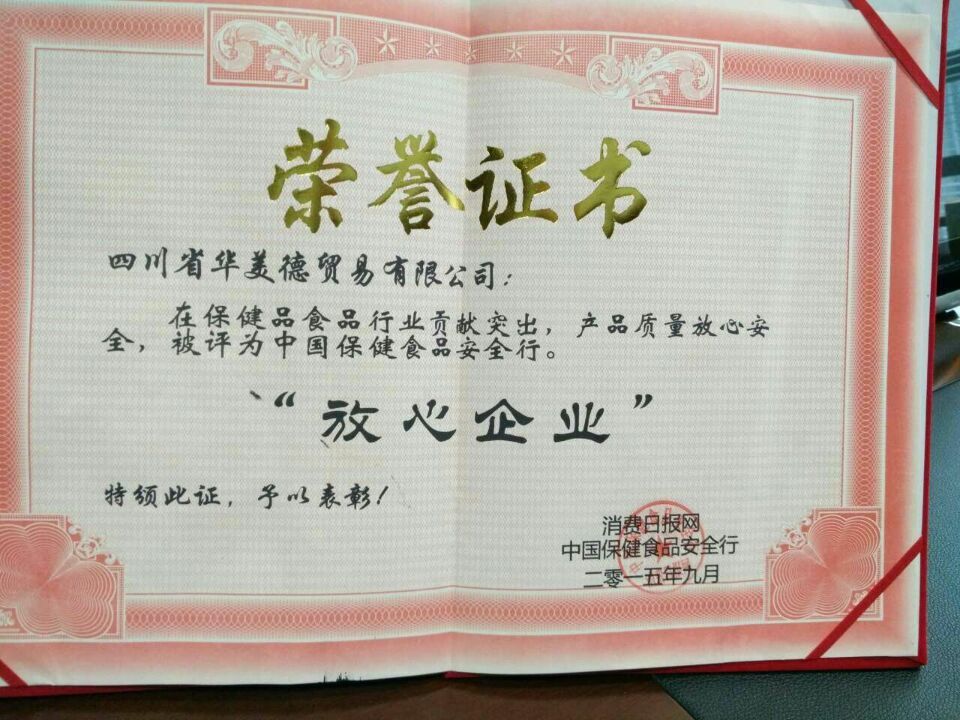 荣誉证书
四川省华美德贸易有限公司：
在保健品食品行业贡献突出，产品质量放心安
全，被评为中国保健食品安全行。
“放心企业”
特颁此证，予以表彰！
消费日报网
中国保健食品安全行
二零一五年九月